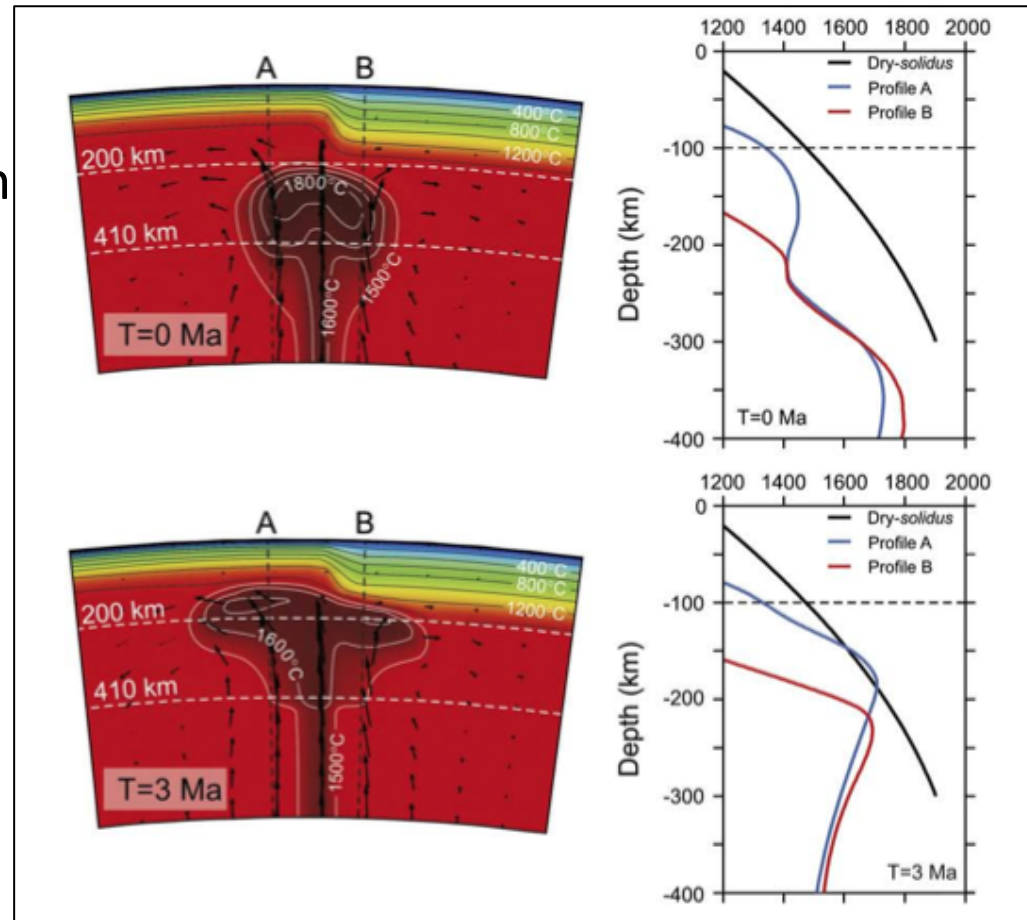 n
A B
400°C
800°C
1200°C
200 km
1800°C
410 km
1500°C
1600°C
T=0 Ma
1200 1400 1600 1800 2000
0
-100
-200
-300
-400
Depth (km)
Dry-solidus
Profile A
Profile B
T=0 Ma
A B
400°C
800°C
1200°C
200 km
1600°C
410 km
1500°C
T=3 Ma
1200 1400 1600 1800 2000
0
-100
-200
-300
-400
Depth (km)
Dry-solidus
Profile A
Profile B
T=3 Ma